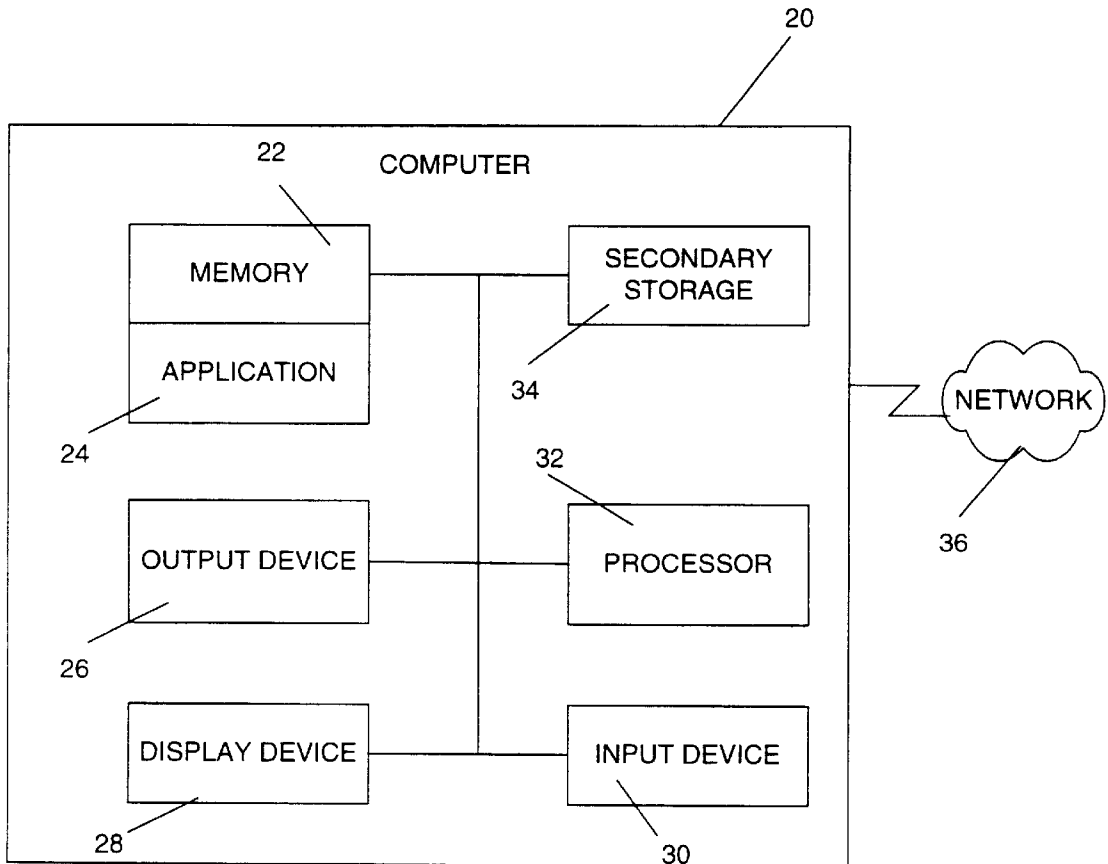 20
COMPUTER
22
MEMORY
SECONDARY
STORAGE
APPLICATION
34
24
NETWORK
36
32
OUTPUT DEVICE
PROCESSOR
26
DISPLAY DEVICE
INPUT DEVICE
28
30